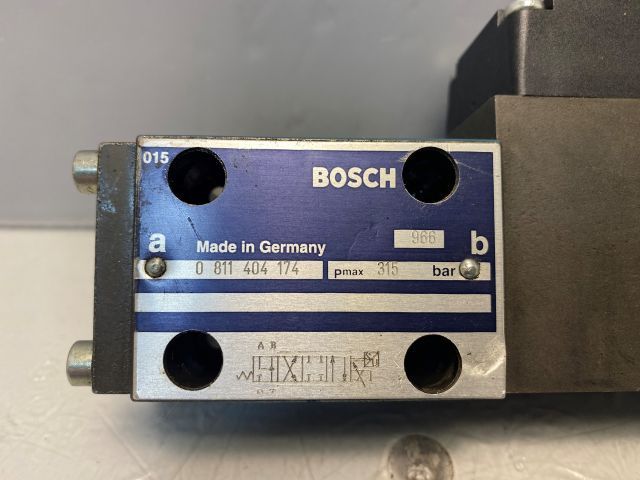 015
BOSCH
966
a
b
Made in Germany
0 811 404 174
pmax 315 bar
A B